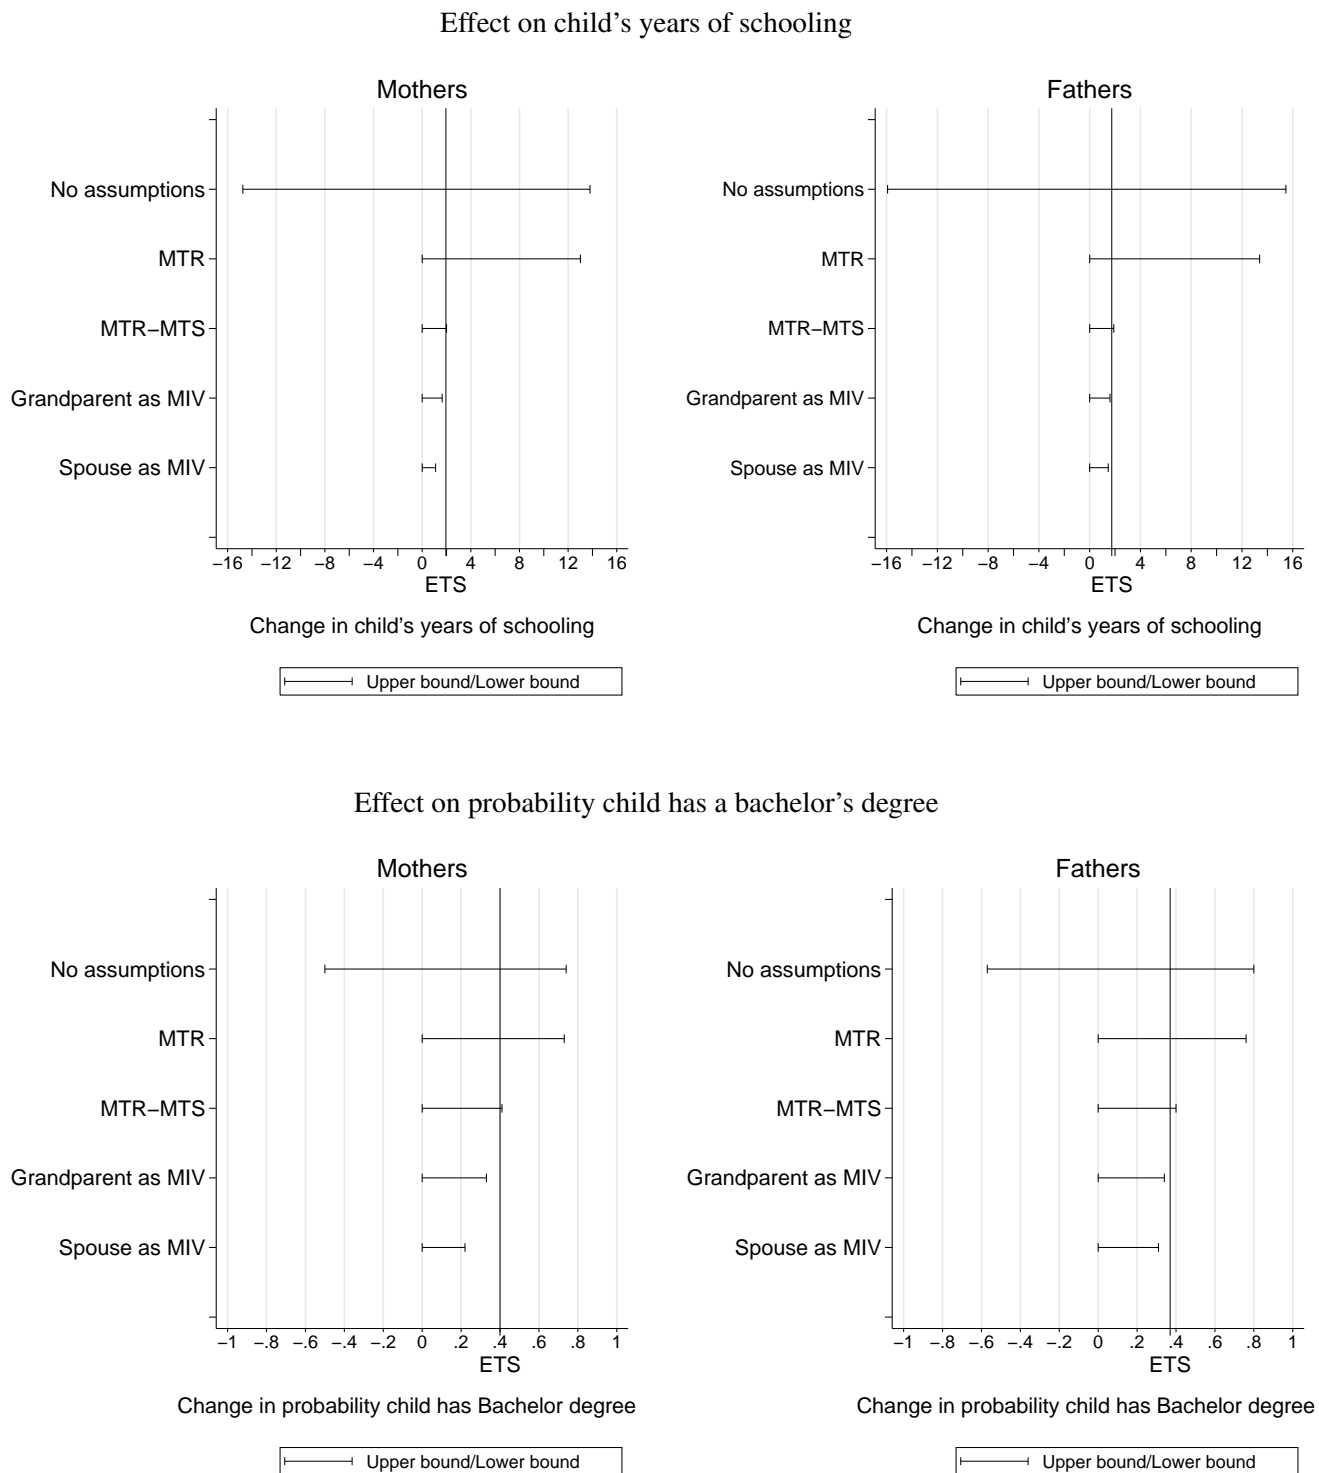 Effect on child's years of schooling
Mothers
No assumptions
MTR
MTR–MTS
Grandparent as MIV
Spouse as MIV
−16 −12 −8 −4 0 4 8 12 16
ETS
Change in child's years of schooling
Upper bound/Lower bound
Fathers
No assumptions
MTR
MTR–MTS
Grandparent as MIV
Spouse as MIV
−16 −12 −8 −4 0 4 8 12 16
ETS
Change in child's years of schooling
Upper bound/Lower bound
Effect on probability child has a bachelor's degree
Mothers
No assumptions
MTR
MTR–MTS
Grandparent as MIV
Spouse as MIV
−1 −.8 −.6 −.4 −.2 0 .2 .4 .6 .8 1
ETS
Change in probability child has Bachelor degree
Upper bound/Lower bound
Fathers
No assumptions
MTR
MTR–MTS
Grandparent as MIV
Spouse as MIV
−1 −.8 −.6 −.4 −.2 0 .2 .4 .6 .8 1
ETS
Change in probability child has Bachelor degree
Upper bound/Lower bound